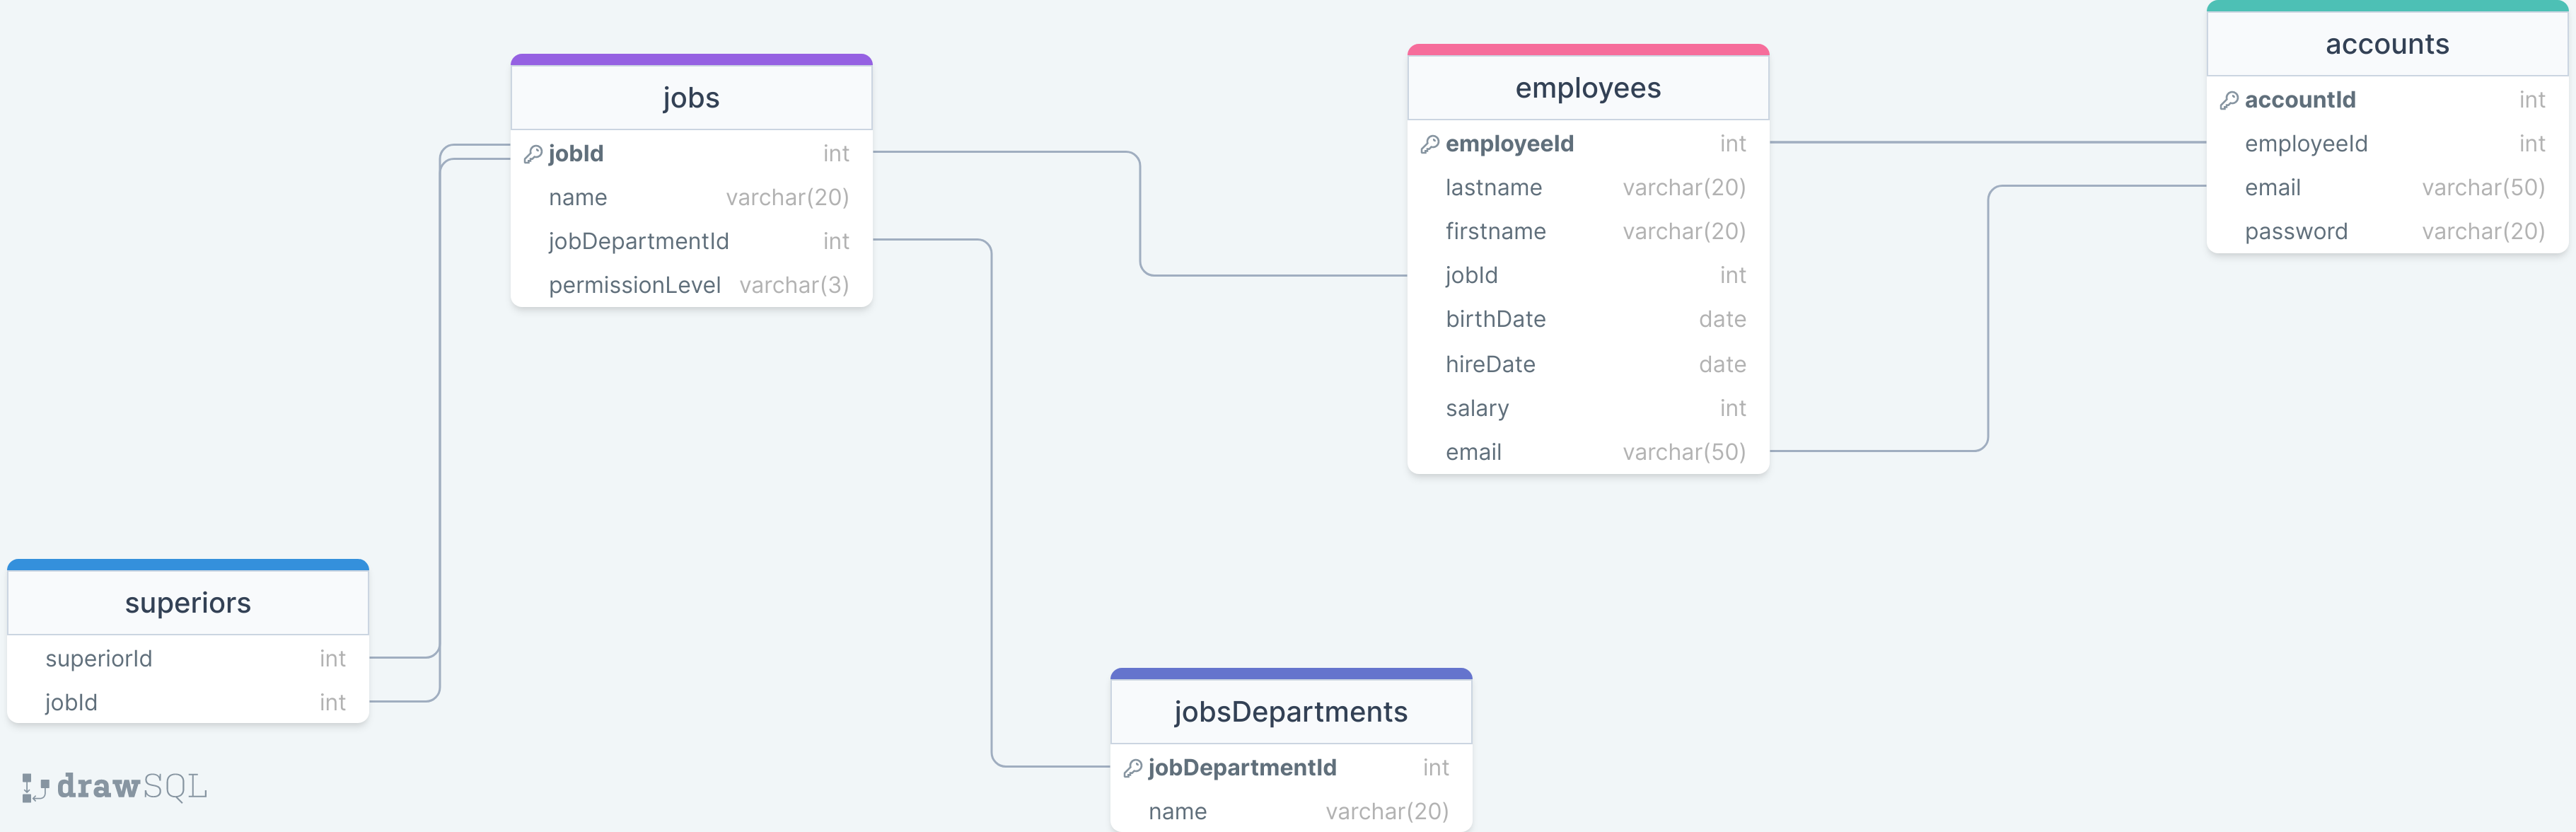 jobs
jobId int
name varchar(20)
jobDepartmentId int
permissionLevel varchar(3)
employees
employeeId int
lastname varchar(20)
firstname varchar(20)
jobId int
birthDate date
hireDate date
salary int
email varchar(50)
accounts
accountId int
employeeId int
email varchar(50)
password varchar(20)
superiors
superiorId int
jobId int
jobsDepartments
jobDepartmentId int
name varchar(20)
drawSQL